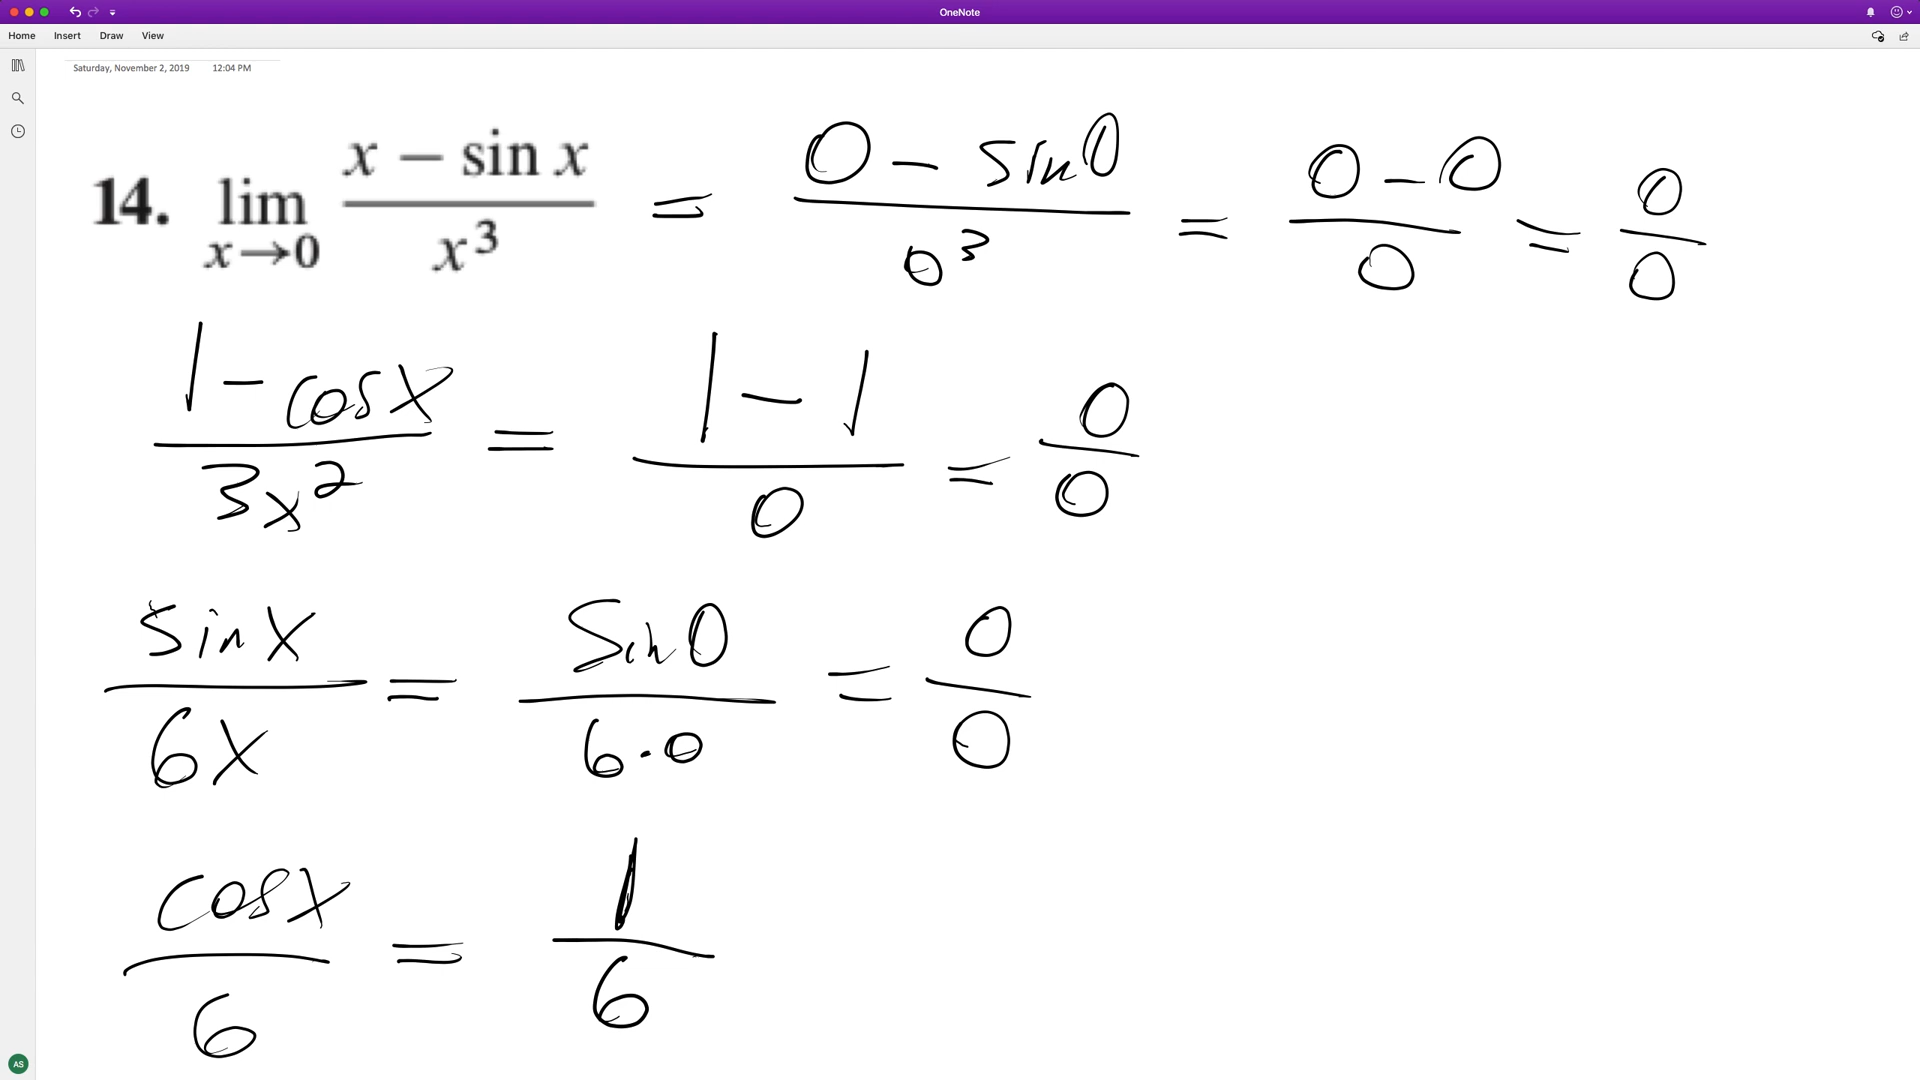 OneNote
Home Insert Draw View
Saturday, November 2, 2019 12:04 PM
14. lim x→0 (x − sin x)/x³ = (0 − sin 0)/0³ = (0 − 0)/0 = 0/0
(1 − cos x)/(3x²) = (1 − 1)/0 = 0/0
sin x/(6x) = sin 0/(6·0) = 0/0
cos x/6 = 1/6
AS